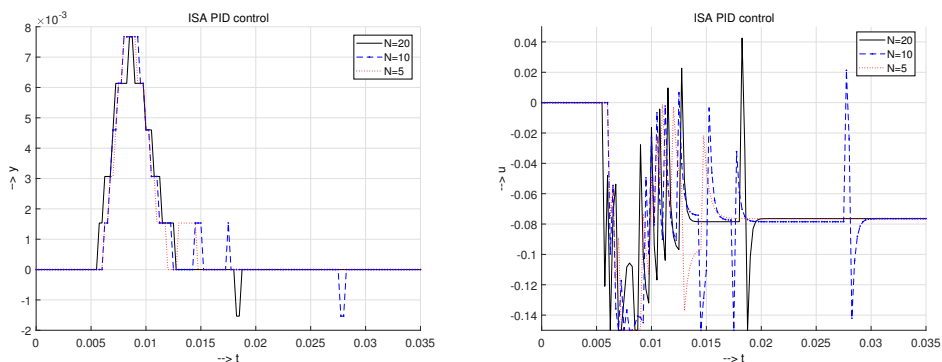 ISA PID control
×10⁻³
8
7
6
5
4
3
2
1
0
-1
-2
--> y
0 0.005 0.01 0.015 0.02 0.025 0.03 0.035
--> t
N=20
N=10
N=5
ISA PID control
0.04
0.02
0
-0.02
-0.04
-0.06
-0.08
-0.1
-0.12
-0.14
--> u
0 0.005 0.01 0.015 0.02 0.025 0.03 0.035
--> t
N=20
N=10
N=5